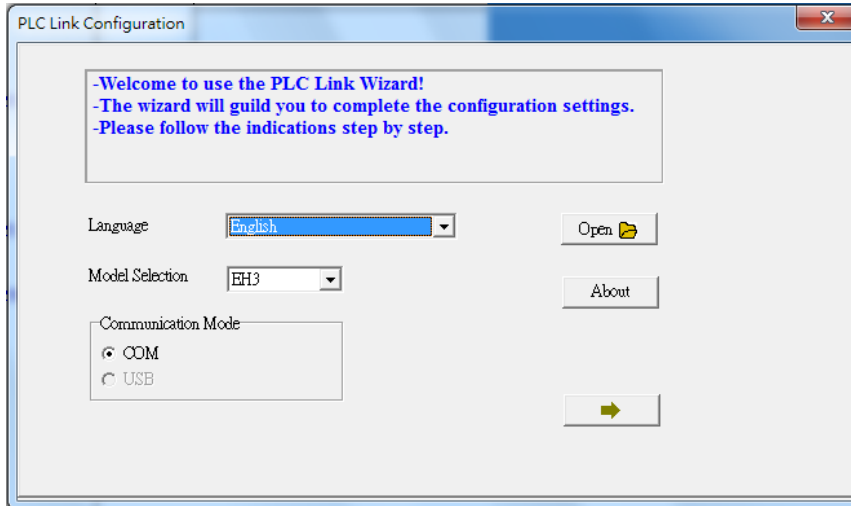 PLC Link Configuration
-Welcome to use the PLC Link Wizard!
-The wizard will guild you to complete the configuration settings.
-Please follow the indications step by step.
Language English Open
Model Selection EH3 About
Communication Mode
COM
USB